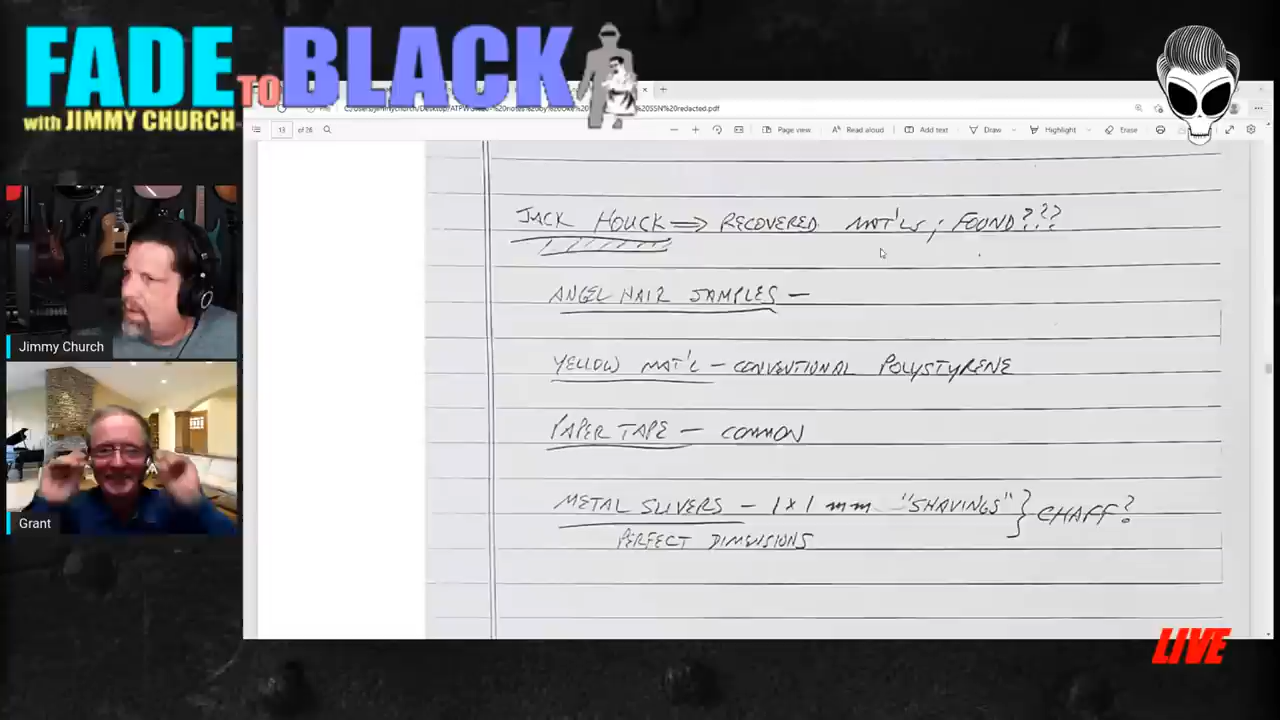 FADE TO BLACK
with JIMMY CHURCH
13 of 26
Page view
Read aloud
Add text
Draw
Highlight
Erase
JACK HOUCK ⇒ RECOVERED MAT'LS; FOUND???
ANGEL HAIR SAMPLES —
YELLOW MAT'L — CONVENTIONAL POLYSTYRENE
PAPER TAPE — COMMON
METAL SLIVERS — 1 x 1 mm "SHAVINGS" } CHAFF?
PERFECT DIMENSIONS
Jimmy Church
Grant
LIVE